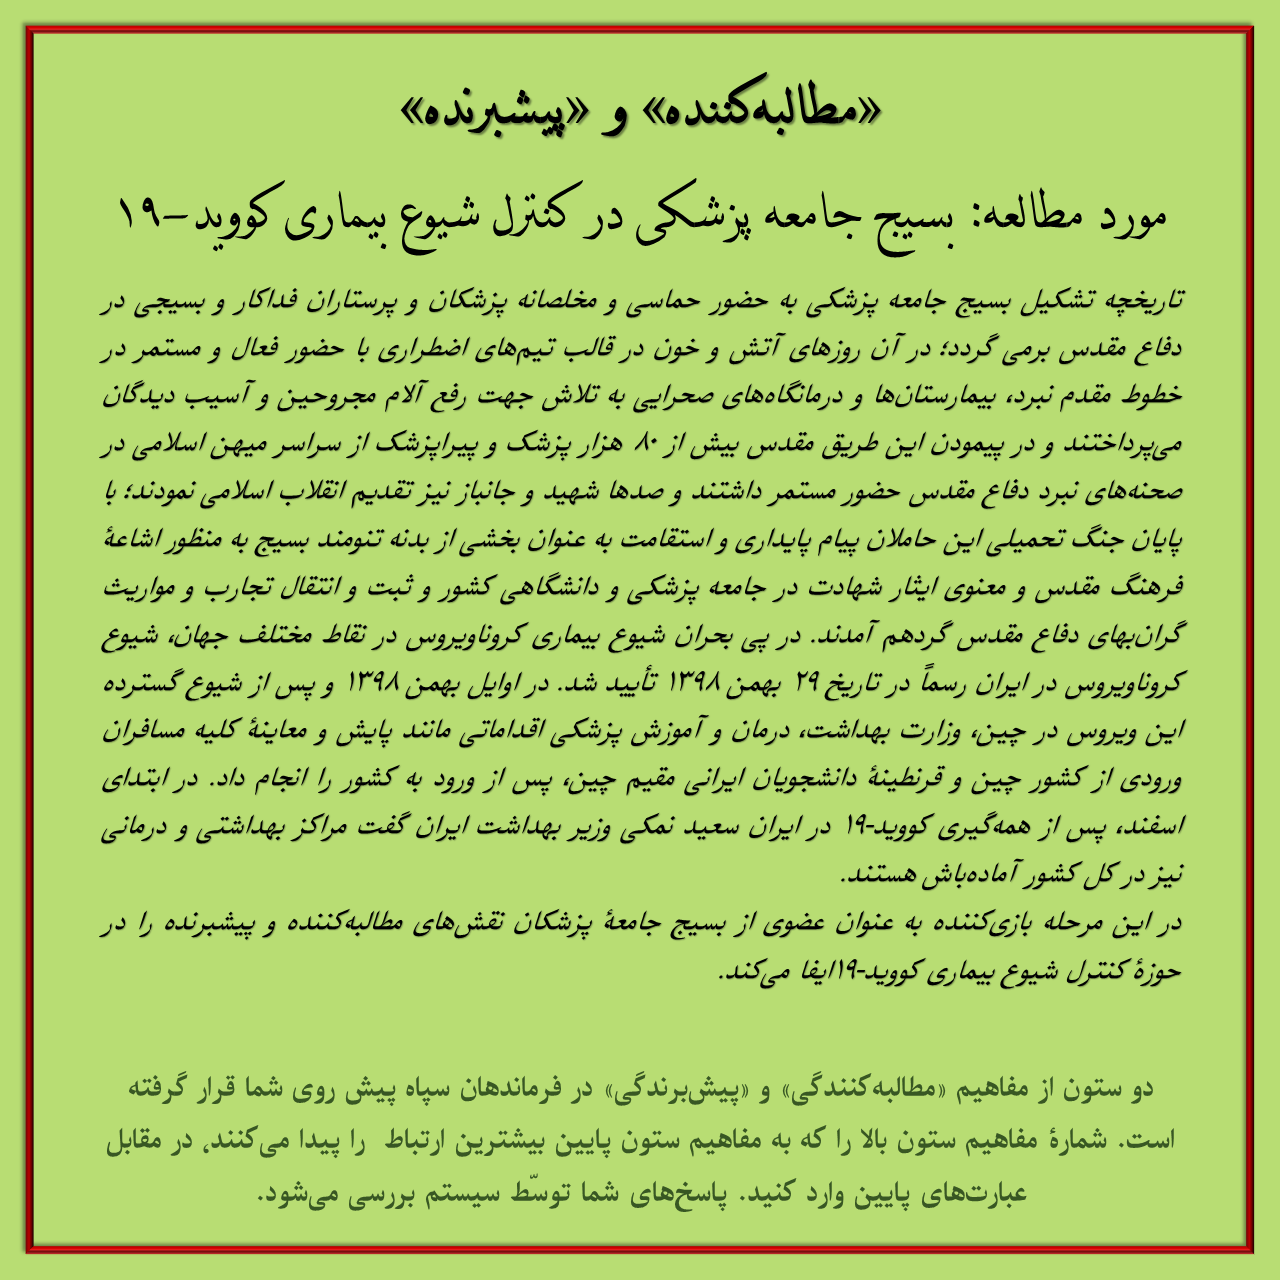 «مطالبه‌کننده» و «پیشبرنده»
مورد مطالعه: بسیج جامعه پزشکی در کنترل شیوع بیماری کووید-۱۹
تاریخچه تشکیل بسیج جامعه پزشکی به حضور حماسی و مخلصانه پزشکان و پرستاران فداکار و بسیجی در
دفاع مقدس برمی گردد؛ در آن روزهای آتش و خون در قالب تیم‌های اضطراری با حضور فعال و مستمر در
خطوط مقدم نبرد، بیمارستان‌ها و درمانگاه‌های صحرایی به تلاش جهت رفع آلام مجروحین و آسیب دیدگان
می‌پرداختند و در پیمودن این طریق مقدس بیش از ۸۰ هزار پزشک و پیراپزشک از سراسر میهن اسلامی در
صحنه‌های نبرد دفاع مقدس حضور مستمر داشتند و صدها شهید و جانباز نیز تقدیم انقلاب اسلامی نمودند؛ با
پایان جنگ تحمیلی این حاملان پیام پایداری و استقامت به عنوان بخشی از بدنه تنومند بسیج به منظور اشاعهٔ
فرهنگ مقدس و معنوی ایثار شهادت در جامعه پزشکی و دانشگاهی کشور و ثبت و انتقال تجارب و مواریث
گران‌بهای دفاع مقدس گردهم آمدند. در پی بحران شیوع بیماری کروناویروس در نقاط مختلف جهان، شیوع
کروناویروس در ایران رسماً در تاریخ ۲۹ بهمن ۱۳۹۸ تأیید شد. در اوایل بهمن ۱۳۹۸ و پس از شیوع گسترده
این ویروس در چین، وزارت بهداشت، درمان و آموزش پزشکی اقداماتی مانند پایش و معاینهٔ کلیه مسافران
ورودی از کشور چین و قرنطینهٔ دانشجویان ایرانی مقیم چین، پس از ورود به کشور را انجام داد. در ابتدای
اسفند، پس از همه‌گیری کووید-۱۹ در ایران سعید نمکی وزیر بهداشت ایران گفت مراکز بهداشتی و درمانی
نیز در کل کشور آماده‌باش هستند.
در این مرحله بازی‌کننده به عنوان عضوی از بسیج جامعهٔ پزشکان نقش‌های مطالبه‌کننده و پیشبرنده را در
حوزهٔ کنترل شیوع بیماری کووید-۱۹ایفا می‌کند.
دو ستون از مفاهیم «مطالبه‌کنندگی» و «پیش‌برندگی» در فرماندهان سپاه پیش روی شما قرار گرفته
است. شمارهٔ مفاهیم ستون بالا را که به مفاهیم ستون پایین بیشترین ارتباط را پیدا می‌کنند، در مقابل
عبارت‌های پایین وارد کنید. پاسخ‌های شما توسّط سیستم بررسی می‌شود.